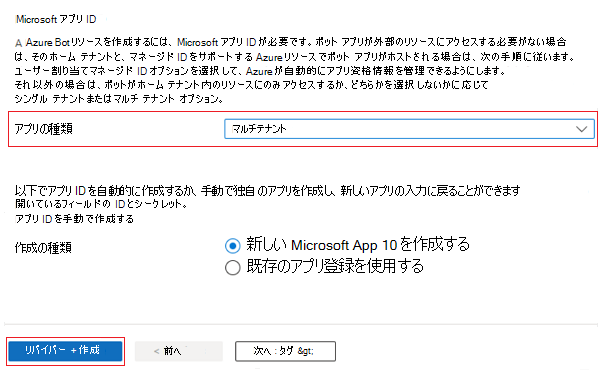 Microsoft アプリ ID
A Azure Botリソースを作成するには、Microsoft アプリ ID が必要です。ボット アプリが外部のリソースにアクセスする必要がない場合
は、そのホーム テナントと、マネージド ID をサポートする Azure リソースでボット アプリがホストされる場合は、次の手順に従います。
ユーザー割り当てマネージド ID オプションを選択して、Azure が自動的にアプリ資格情報を管理できるようにします。
それ以外の場合は、ボットがホーム テナント内のリソースにのみアクセスするか、どちらかを選択しないかに応じて
シングル テナントまたはマルチ テナント オプション。
アプリの種類
マルチテナント
以下でアプリ ID を自動的に作成するか、手動で独自のアプリを作成し、新しいアプリの入力に戻ることができます
開いているフィールドの ID とシークレット。
アプリ ID を手動で作成する
作成の種類
新しい Microsoft App 10 を作成する
既存のアプリ登録を使用する
リバイバー + 作成
< 前へ
次へ : タグ &gt;